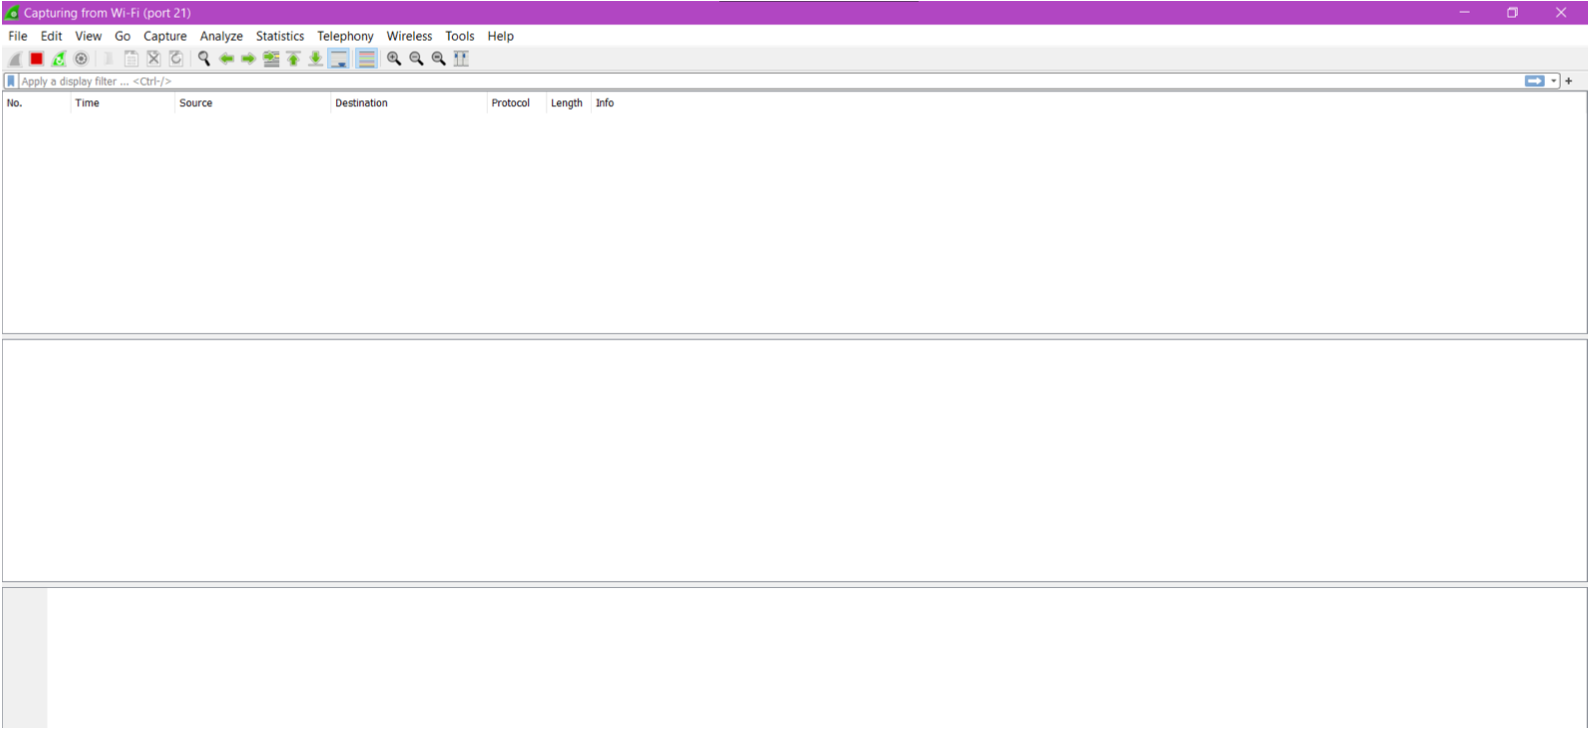 Capturing from Wi-Fi (port 21)
File Edit View Go Capture Analyze Statistics Telephony Wireless Tools Help
Apply a display filter ... <Ctrl-/>
No. Time Source Destination Protocol Length Info